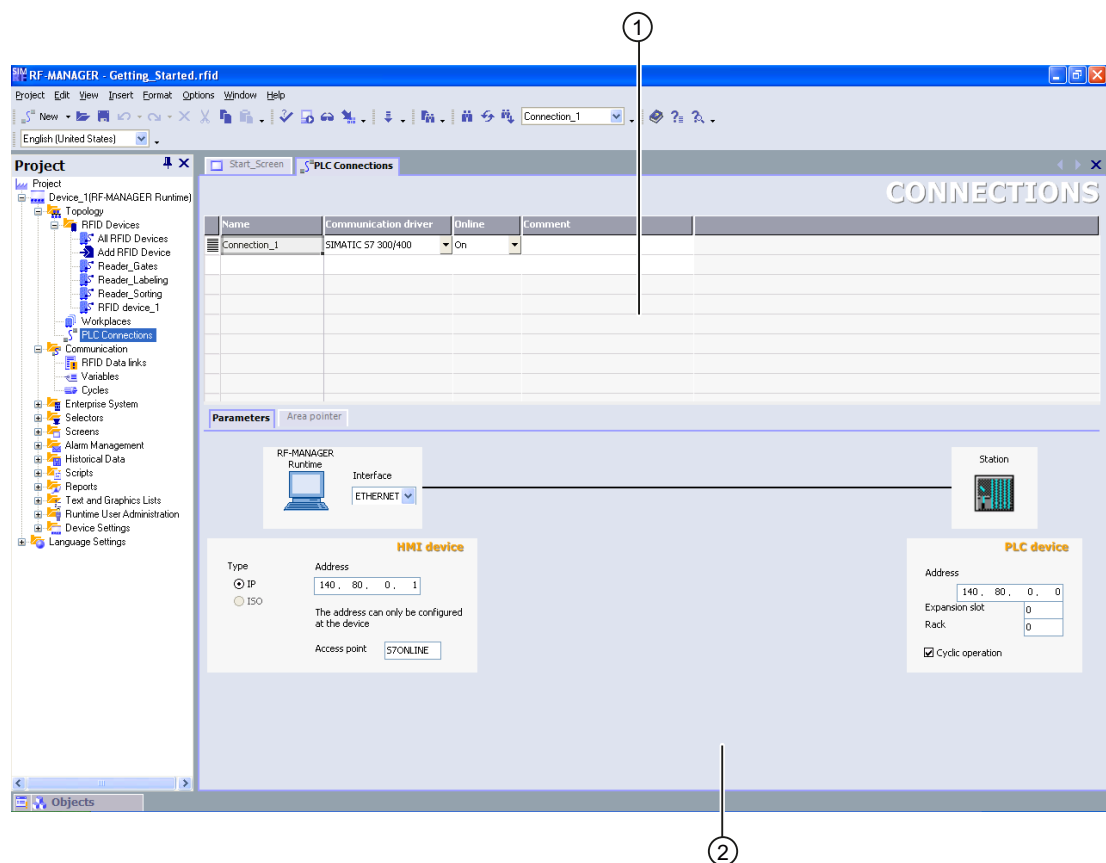 1
SIM RF-MANAGER - Getting_Started.rfid
Project Edit View Insert Format Options Window Help
New Connection_1
English (United States)
Project
Start_Screen PLC Connections
CONNECTIONS
Project
Device_1(RF-MANAGER Runtime)
Topology
RFID Devices
All RFID Devices
Add RFID Device
Reader_Gates
Reader_Labeling
Reader_Sorting
RFID device_1
Workplaces
PLC Connections
Communication
RFID Data links
Variables
Cycles
Enterprise System
Selectors
Screens
Alarm Management
Historical Data
Scripts
Reports
Text and Graphics Lists
Runtime User Administration
Device Settings
Language Settings
Name Communication driver Online Comment
Connection_1 SIMATIC S7 300/400 On
Parameters Area pointer
RF-MANAGER
Runtime
Interface
ETHERNET
Station
HMI device
Type Address
IP 140 . 80 . 0 . 1
ISO
The address can only be configured
at the device
Access point S7ONLINE
PLC device
Address
140 . 80 . 0 . 0
Expansion slot 0
Rack 0
Cyclic operation
Objects
2